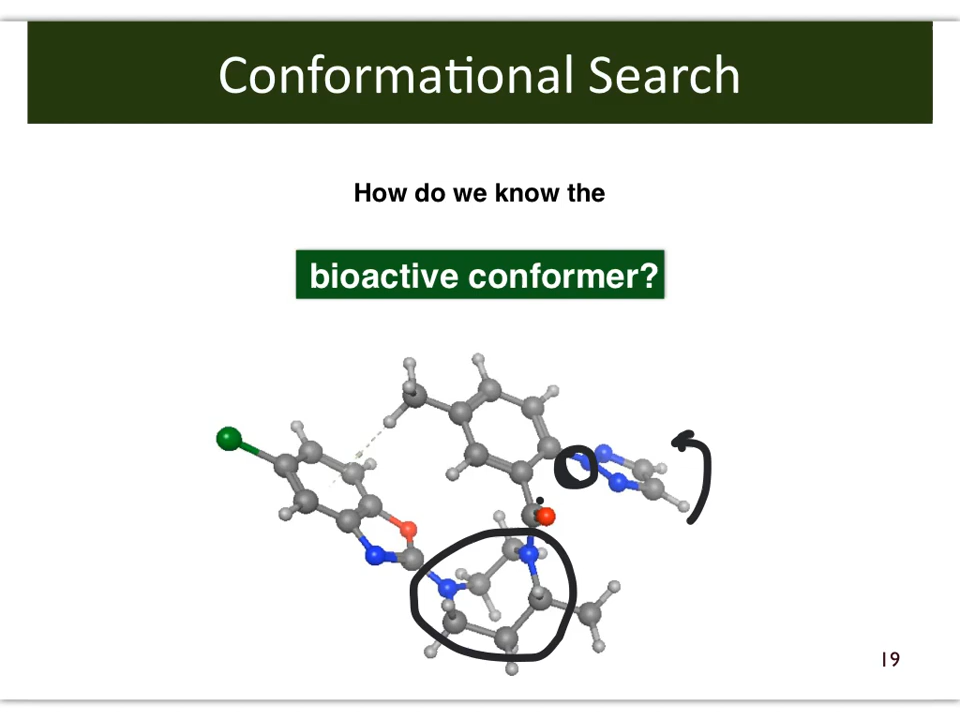 Conformational Search
How do we know the
bioactive conformer?
19